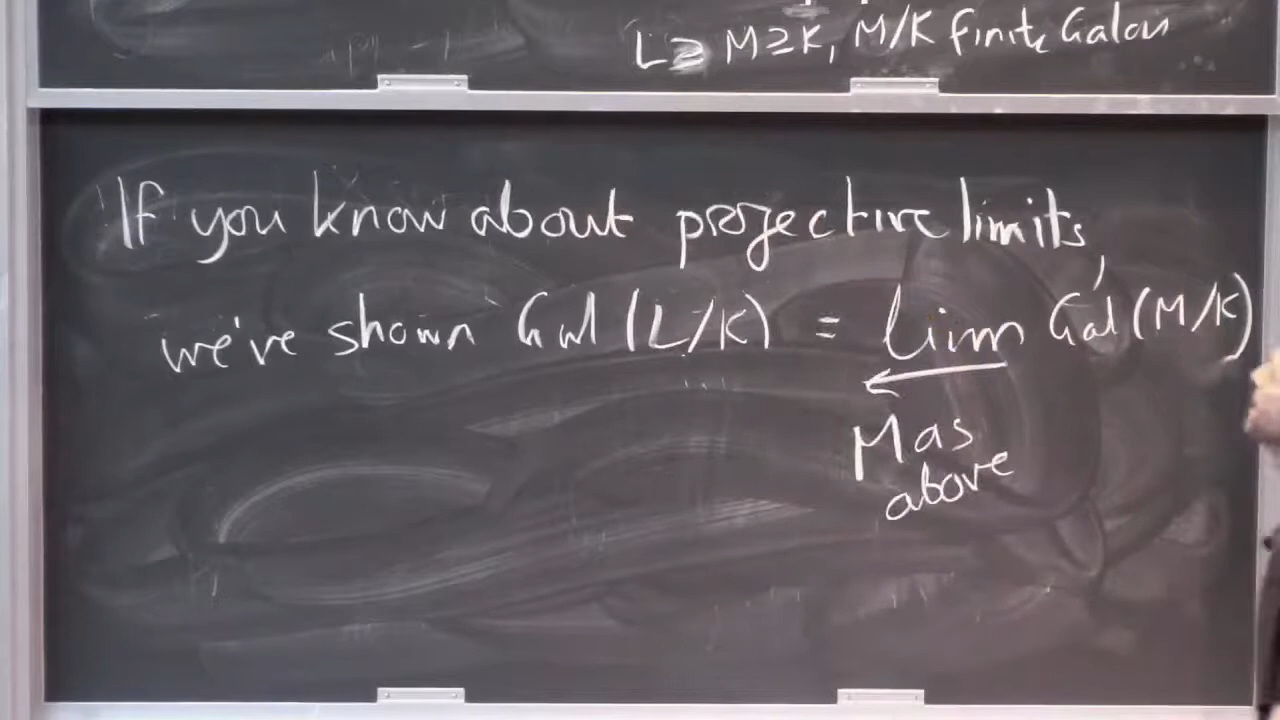 L ⊇ M ⊇ K, M/K finite Galois
If you know about projective limits,
we've shown Gal (L/K) = lim Gal (M/K)
←
M as
above